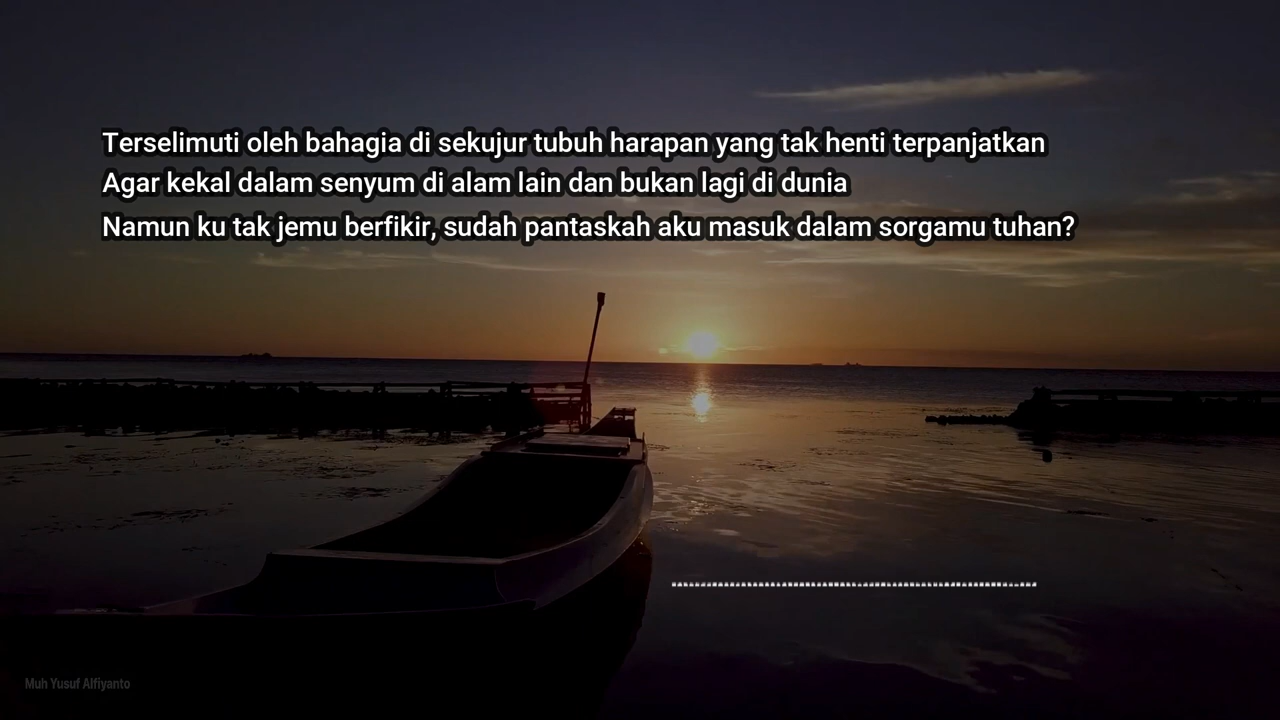 Terselimuti oleh bahagia di sekujur tubuh harapan yang tak henti terpanjatkan
Agar kekal dalam senyum di alam lain dan bukan lagi di dunia
Namun ku tak jemu berfikir, sudah pantaskah aku masuk dalam sorgamu tuhan?
Muh Yusuf Alfiyanto